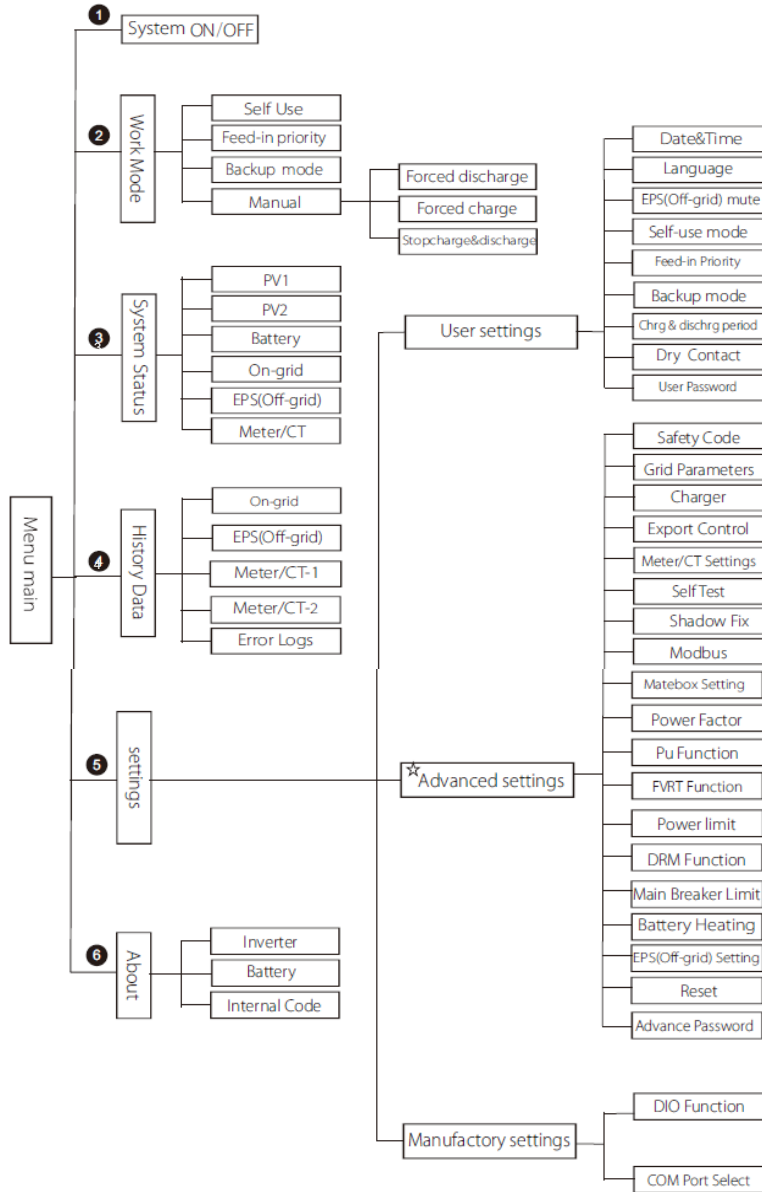 Menu main
1
System ON/OFF
2
Work Mode
Self Use
Feed-in priority
Backup mode
Manual
Forced discharge
Forced charge
Stopcharge&discharge
3
System Status
PV1
PV2
Battery
On-grid
EPS(Off-grid)
Meter/CT
4
History Data
On-grid
EPS(Off-grid)
Meter/CT-1
Meter/CT-2
Error Logs
5
settings
User settings
Date&Time
Language
EPS(Off-grid) mute
Self-use mode
Feed-in Priority
Backup mode
Chrg & dischrg period
Dry Contact
User Password
☆Advanced settings
Safety Code
Grid Parameters
Charger
Export Control
Meter/CT Settings
Self Test
Shadow Fix
Modbus
Matebox Setting
Power Factor
Pu Function
FVRT Function
Power limit
DRM Function
Main Breaker Limit
Battery Heating
EPS(Off-grid) Setting
Reset
Advance Password
Manufactory settings
DIO Function
COM Port Select
6
About
Inverter
Battery
Internal Code